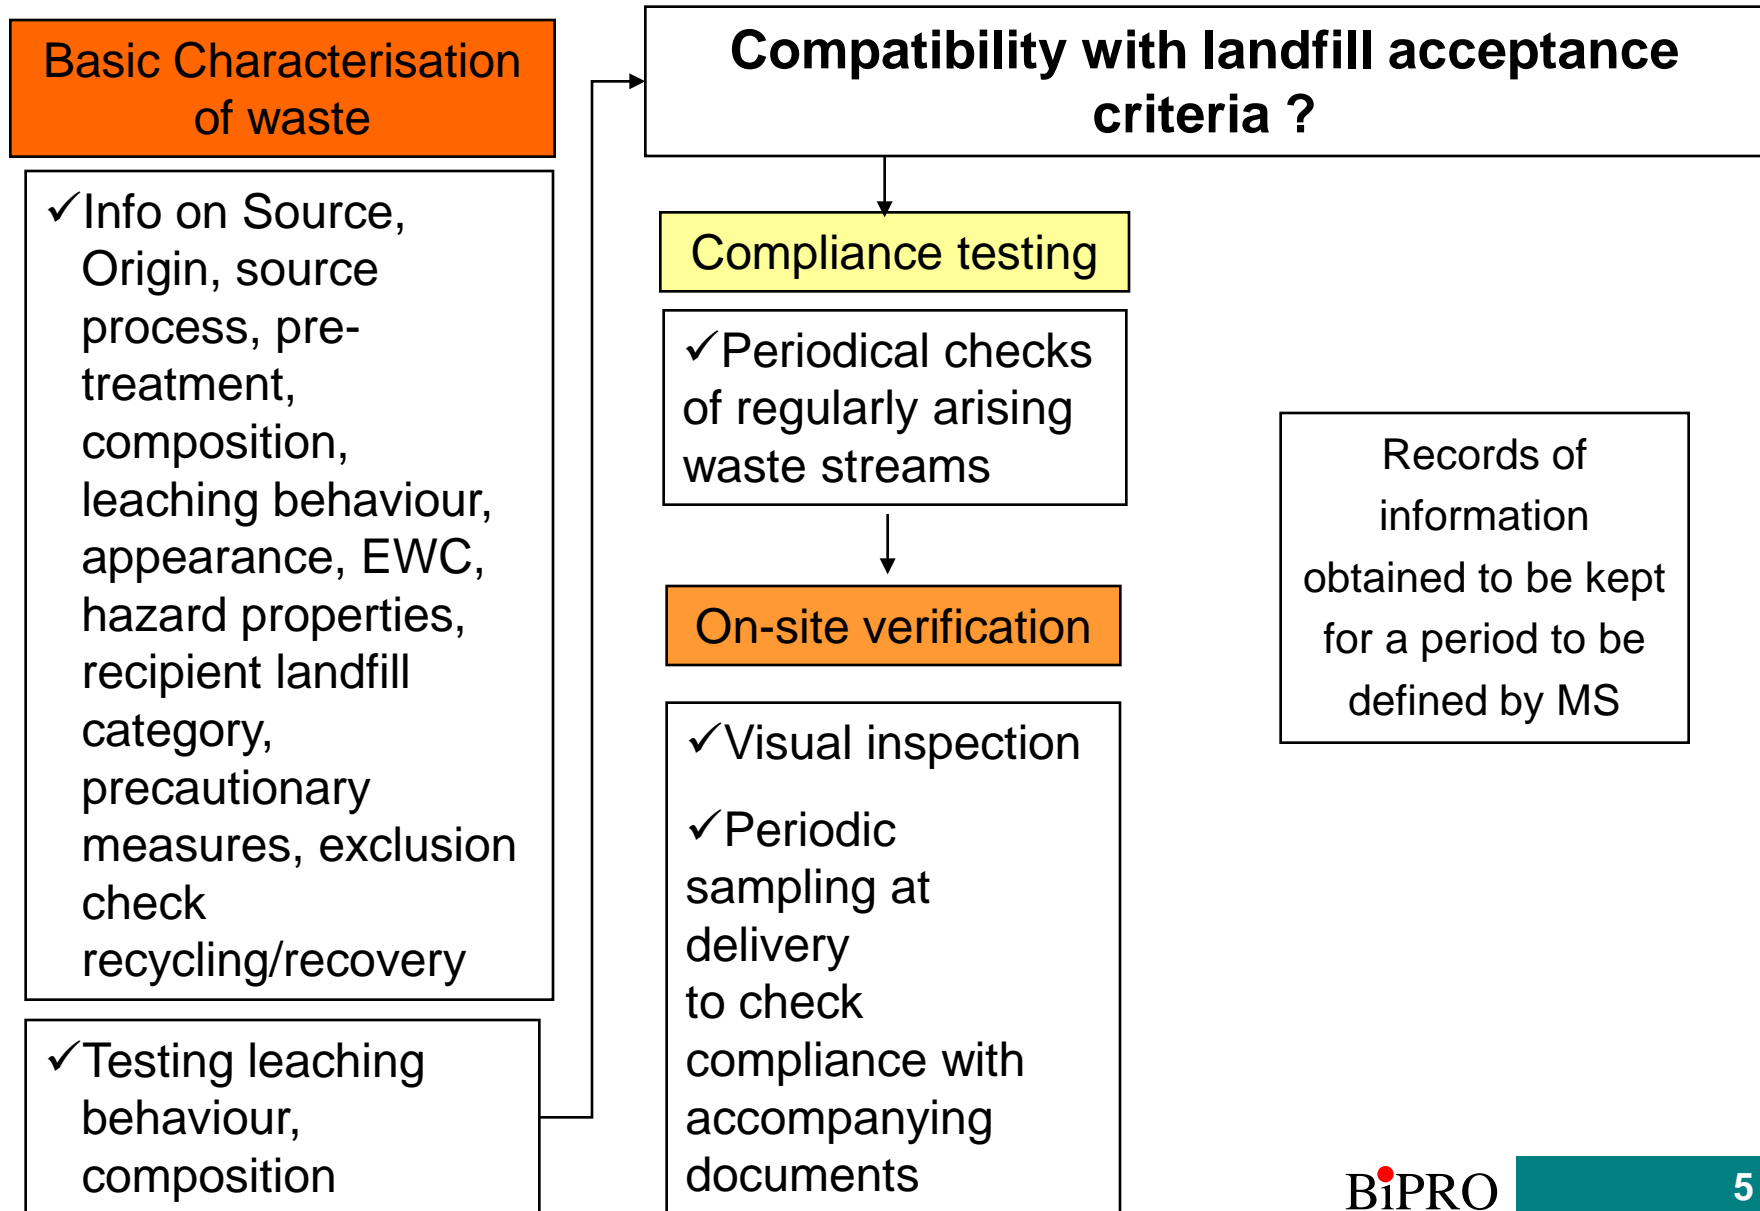 Basic Characterisation
of waste
✓Info on Source,
Origin, source
process, pre-
treatment,
composition,
leaching behaviour,
appearance, EWC,
hazard properties,
recipient landfill
category,
precautionary
measures, exclusion
check
recycling/recovery
✓Testing leaching
behaviour,
composition
Compatibility with landfill acceptance
criteria ?
Compliance testing
✓Periodical checks
of regularly arising
waste streams
On-site verification
✓Visual inspection
✓Periodic
sampling at
delivery
to check
compliance with
accompanying
documents
Records of
information
obtained to be kept
for a period to be
defined by MS
BiPRO
5